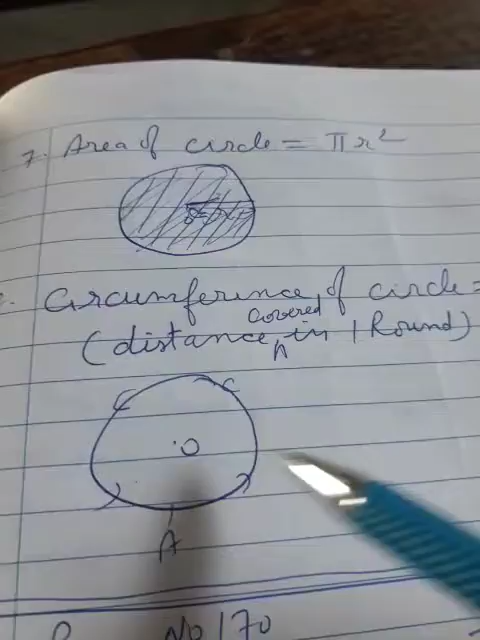 7. Area of circle = πr²
Circumference of circle =
(distance covered in 1 Round)
O
A
No 170